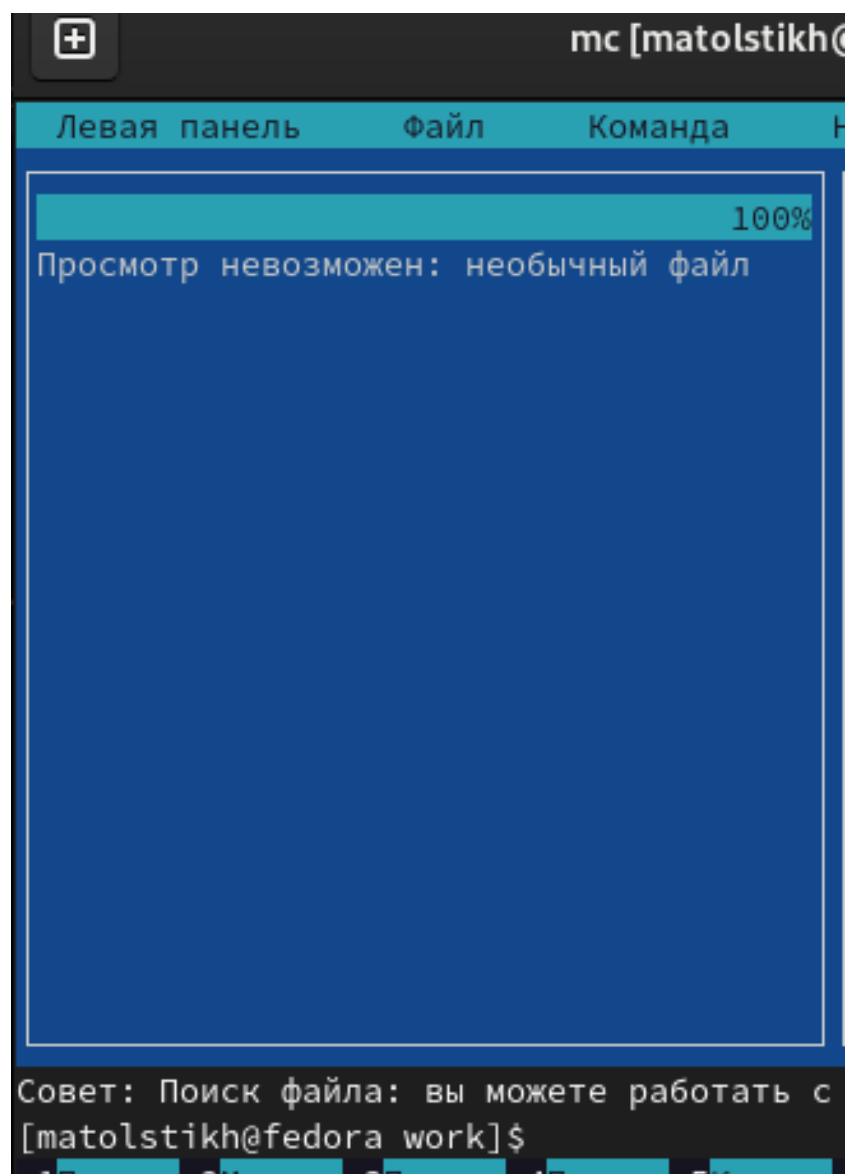 mc [matolstikh@
Левая панель Файл Команда
100%
Просмотр невозможен: необычный файл
Совет: Поиск файла: вы можете работать с
[matolstikh@fedora work]$